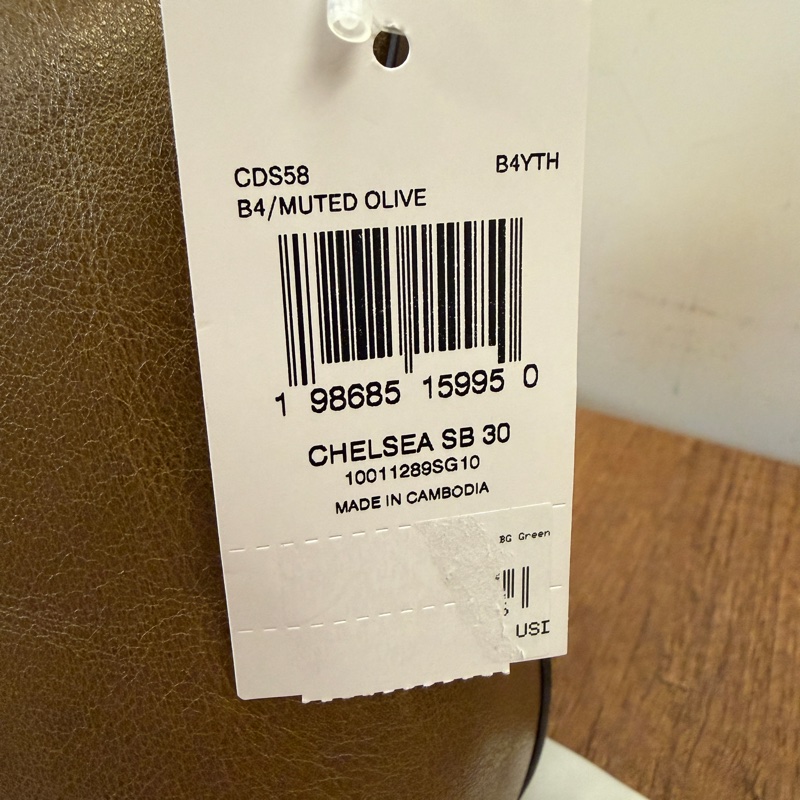 CDS58 B4YTH
B4/MUTED OLIVE
1 98685 15995 0
CHELSEA SB 30
10011289SG10
MADE IN CAMBODIA
BG Green
USI